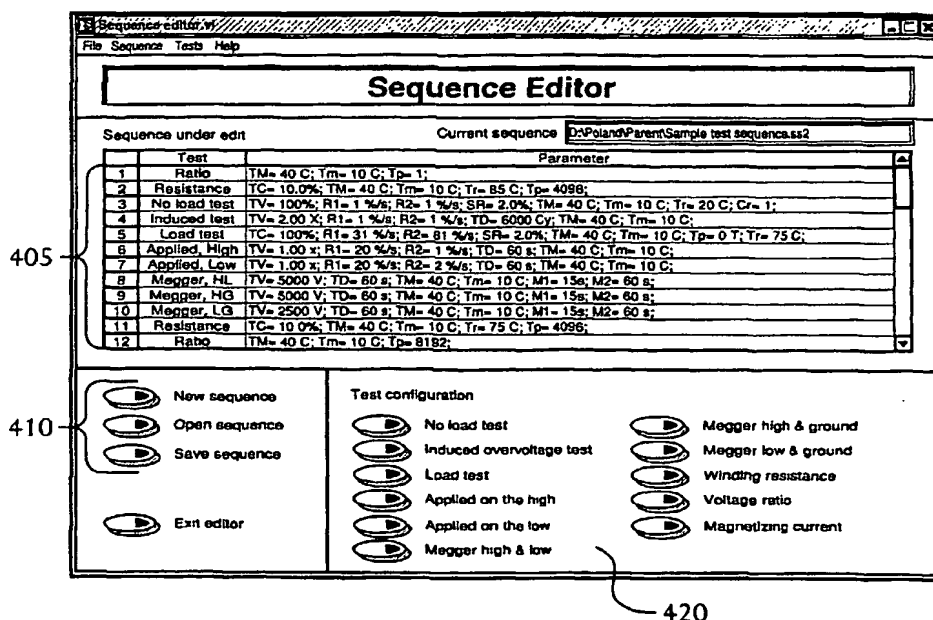 Sequence editor.vi
File Sequence Tests Help
Sequence Editor
Sequence under edit
Current sequence D:\Poland\Parent\Sample test sequence.ss2
Test Parameter
1 Ratio TM= 40 C; Tm= 10 C; Tp= 1;
2 Resistance TC= 10.0%; TM= 40 C; Tm= 10 C; Tr= 85 C; Tp= 4096;
3 No load test TV= 100%; R1= 1 %/s; R2= 1 %/s; SR= 2.0%; TM= 40 C; Tm= 10 C; Tr= 20 C; Cr= 1;
4 Induced test TV= 2.00 X; R1= 1 %/s; R2= 1 %/s; TD= 6000 Cy; TM= 40 C; Tm= 10 C;
5 Load test TC= 100%; R1= 31 %/s; R2= 81 %/s; SR= 2.0%; TM= 40 C; Tm= 10 C; Tp= 0 T; Tr= 75 C;
6 Applied, High TV= 1.00 x; R1= 20 %/s; R2= 1 %/s; TD= 60 s; TM= 40 C; Tm= 10 C;
7 Applied, Low TV= 1.00 x; R1= 20 %/s; R2= 2 %/s; TD= 60 s; TM= 40 C; Tm= 10 C;
8 Megger, HL TV= 5000 V; TD= 60 s; TM= 40 C; Tm= 10 C; M1= 15s; M2= 60 s;
9 Megger, HG TV= 5000 V; TD= 60 s; TM= 40 C; Tm= 10 C; M1= 15s; M2= 60 s;
10 Megger, LG TV= 2500 V; TD= 60 s; TM= 40 C; Tm= 10 C; M1= 15s; M2= 60 s;
11 Resistance TC= 10 0%; TM= 40 C; Tm= 10 C; Tr= 75 C; Tp= 4096;
12 Ratio TM= 40 C; Tm= 10 C; Tp= 8192;
405
410
New sequence
Open sequence
Save sequence
Exit editor
Test configuration
No load test
Induced overvoltage test
Load test
Applied on the high
Applied on the low
Megger high & low
Megger high & ground
Megger low & ground
Winding resistance
Voltage ratio
Magnetizing current
420